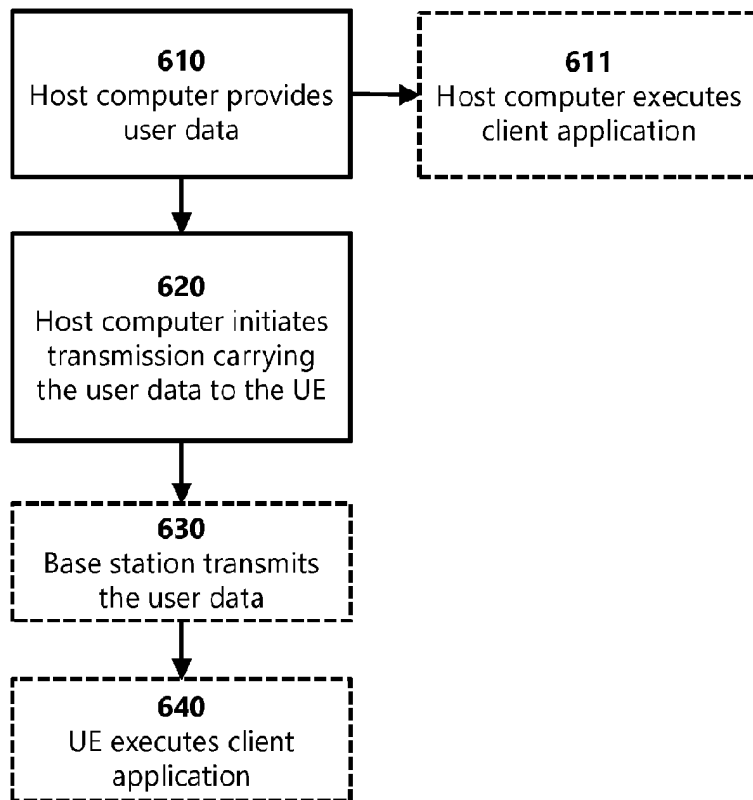 610
Host computer provides
user data
611
Host computer executes
client application
620
Host computer initiates
transmission carrying
the user data to the UE
630
Base station transmits
the user data
640
UE executes client
application